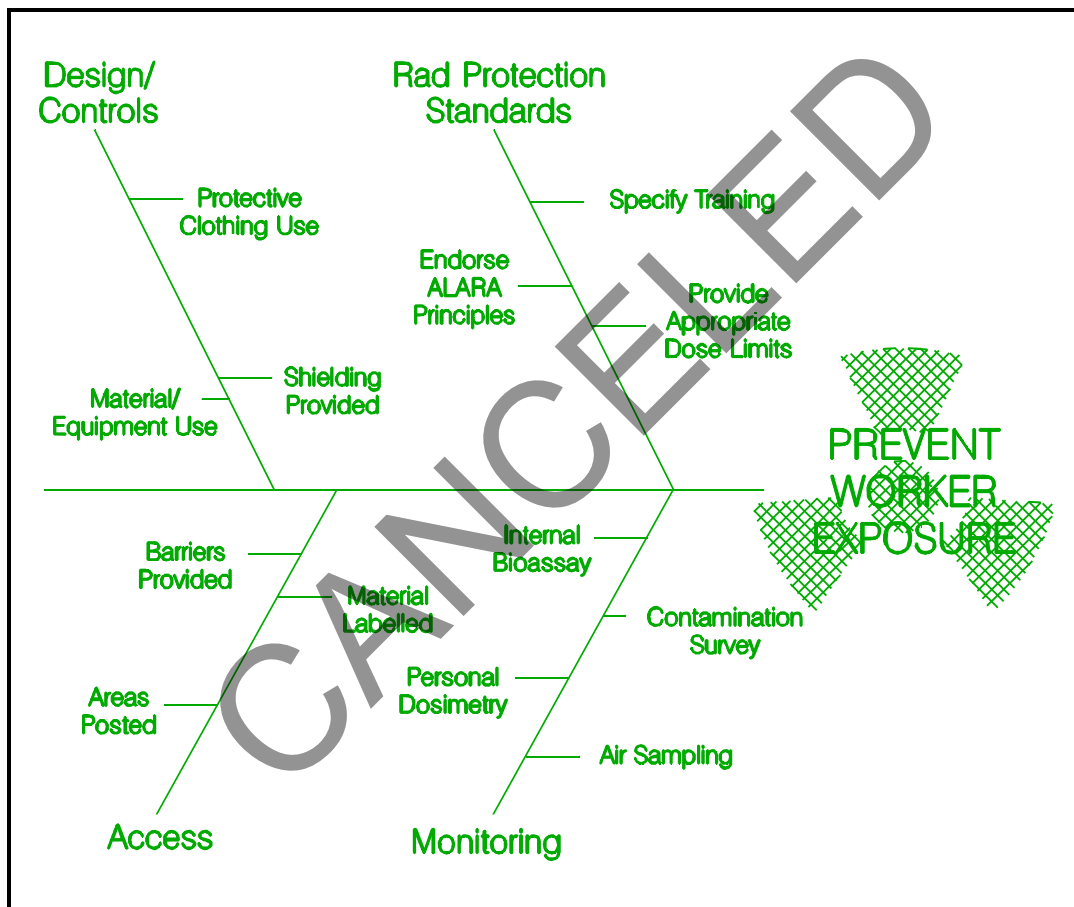 Design/
Controls
Rad Protection
Standards
Protective
Clothing Use
Specify Training
Endorse
ALARA
Principles
Provide
Appropriate
Dose Limits
Shielding
Provided
Material/
Equipment Use
PREVENT
WORKER
EXPOSURE
Barriers
Provided
Internal
Bioassay
Material
Labelled
Contamination
Survey
Areas
Posted
Personal
Dosimetry
Air Sampling
Access
Monitoring
CANCELED